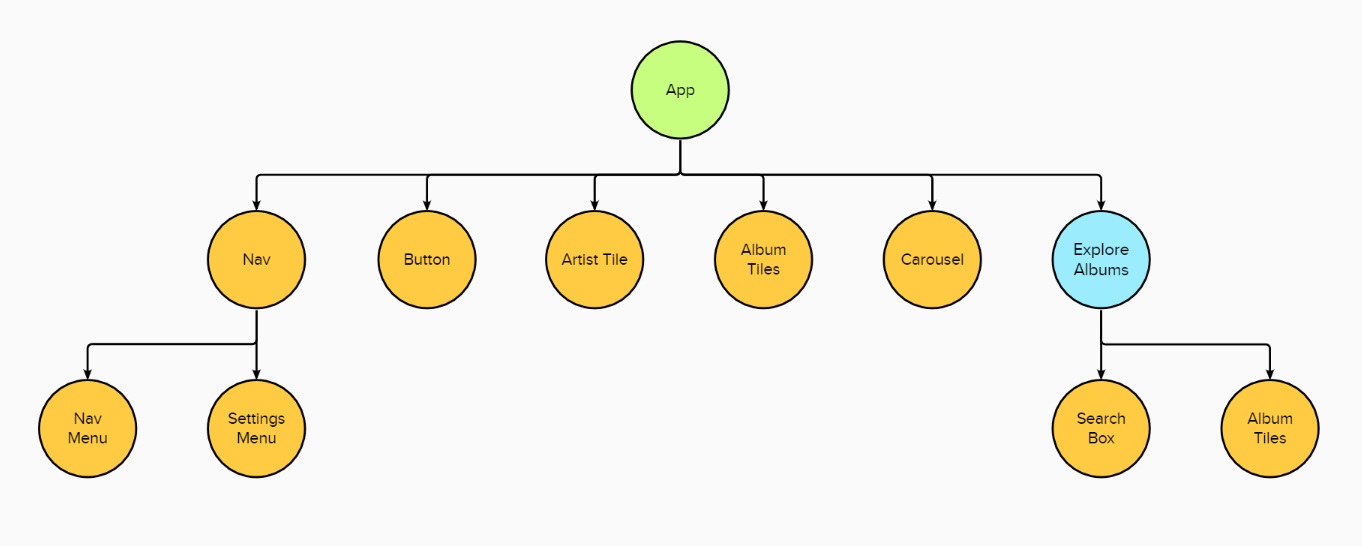 App
Nav
Button
Artist Tile
Album
Tiles
Carousel
Explore
Albums
Nav
Menu
Settings
Menu
Search
Box
Album
Tiles